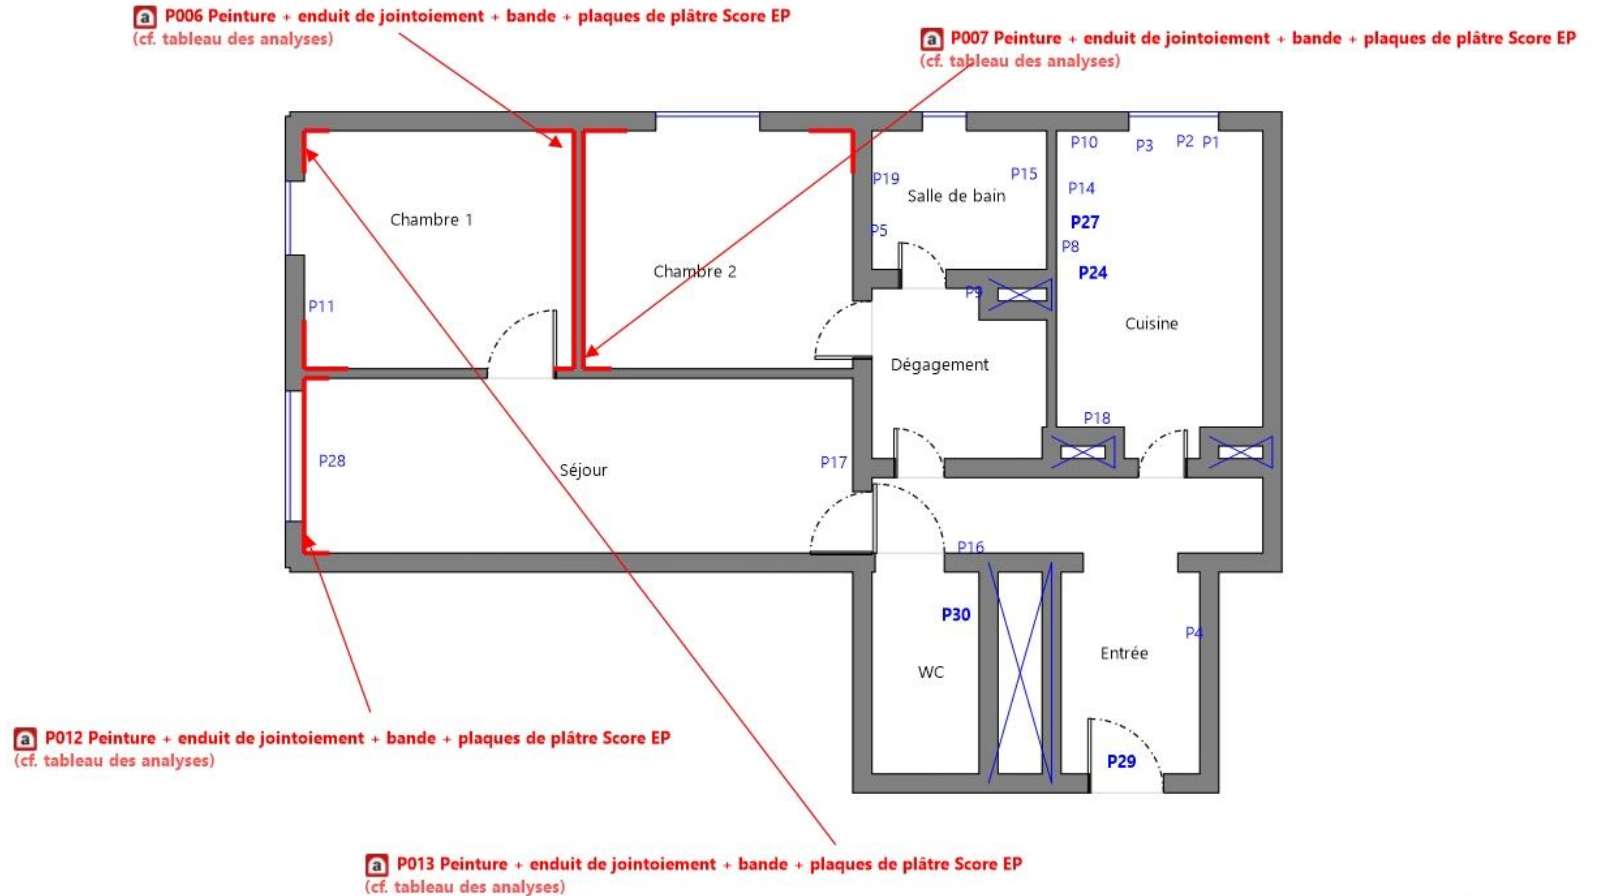 a P006 Peinture + enduit de jointoiement + bande + plaques de plâtre Score EP
(cf. tableau des analyses)
a P007 Peinture + enduit de jointoiement + bande + plaques de plâtre Score EP
(cf. tableau des analyses)
P10
P3
P2
P1
P19
P15
P14
Salle de bain
Chambre 1
P27
P5
P8
Chambre 2
P24
P9
P11
Cuisine
Dégagement
P18
P28
Séjour
P17
P16
P30
P4
Entrée
WC
a P012 Peinture + enduit de jointoiement + bande + plaques de plâtre Score EP
(cf. tableau des analyses)
P29
a P013 Peinture + enduit de jointoiement + bande + plaques de plâtre Score EP
(cf. tableau des analyses)